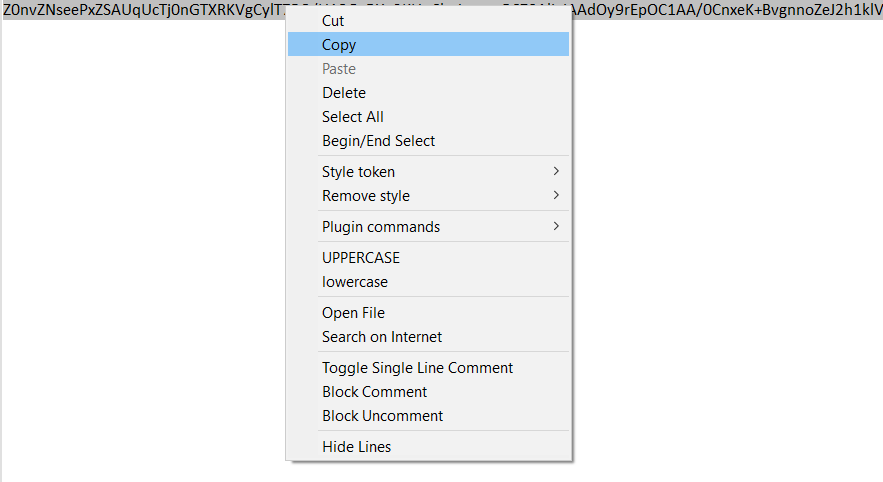 Z0nvZNseePxZSAUqUcTj0nGTXRKVgCylT AAdOy9rEpOC1AA/0CnxeK+BvgnnoZeJ2h1klV
Cut
Copy
Paste
Delete
Select All
Begin/End Select
Style token
Remove style
Plugin commands
UPPERCASE
lowercase
Open File
Search on Internet
Toggle Single Line Comment
Block Comment
Block Uncomment
Hide Lines